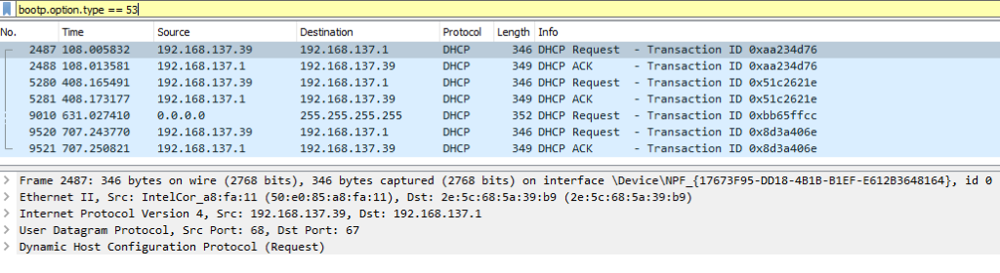 bootp.option.type == 53
No. Time Source Destination Protocol Length Info
2487 108.005832 192.168.137.39 192.168.137.1 DHCP 346 DHCP Request - Transaction ID 0xaa234d76
2488 108.013581 192.168.137.1 192.168.137.39 DHCP 349 DHCP ACK - Transaction ID 0xaa234d76
5280 408.165491 192.168.137.39 192.168.137.1 DHCP 346 DHCP Request - Transaction ID 0x51c2621e
5281 408.173177 192.168.137.1 192.168.137.39 DHCP 349 DHCP ACK - Transaction ID 0x51c2621e
9010 631.027410 0.0.0.0 255.255.255.255 DHCP 352 DHCP Request - Transaction ID 0xbb65ffcc
9520 707.243770 192.168.137.39 192.168.137.1 DHCP 346 DHCP Request - Transaction ID 0x8d3a406e
9521 707.250821 192.168.137.1 192.168.137.39 DHCP 349 DHCP ACK - Transaction ID 0x8d3a406e
> Frame 2487: 346 bytes on wire (2768 bits), 346 bytes captured (2768 bits) on interface \Device\NPF_{17673F95-DD18-4B1B-B1EF-E612B3648164}, id 0
> Ethernet II, Src: IntelCor_a8:fa:11 (50:e0:85:a8:fa:11), Dst: 2e:5c:68:5a:39:b9 (2e:5c:68:5a:39:b9)
> Internet Protocol Version 4, Src: 192.168.137.39, Dst: 192.168.137.1
> User Datagram Protocol, Src Port: 68, Dst Port: 67
> Dynamic Host Configuration Protocol (Request)